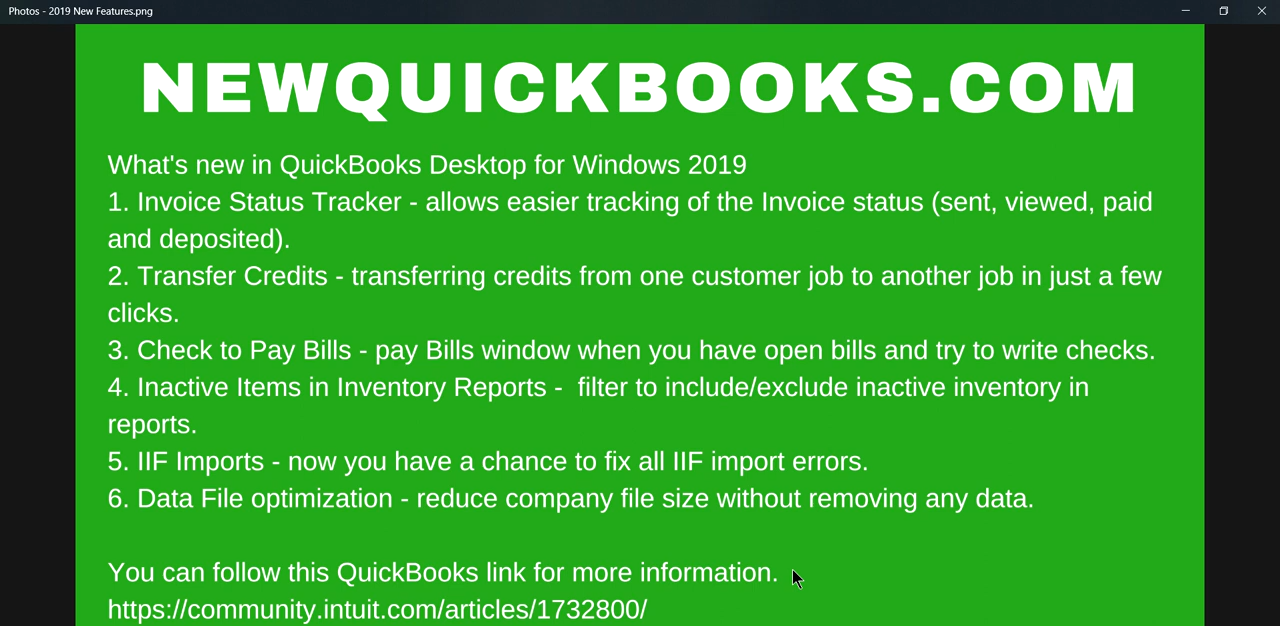 Photos - 2019 New Features.png
NEWQUICKBOOKS.COM
What's new in QuickBooks Desktop for Windows 2019
1. Invoice Status Tracker - allows easier tracking of the Invoice status (sent, viewed, paid
and deposited).
2. Transfer Credits - transferring credits from one customer job to another job in just a few
clicks.
3. Check to Pay Bills - pay Bills window when you have open bills and try to write checks.
4. Inactive Items in Inventory Reports -  filter to include/exclude inactive inventory in
reports.
5. IIF Imports - now you have a chance to fix all IIF import errors.
6. Data File optimization - reduce company file size without removing any data.
You can follow this QuickBooks link for more information.
https://community.intuit.com/articles/1732800/